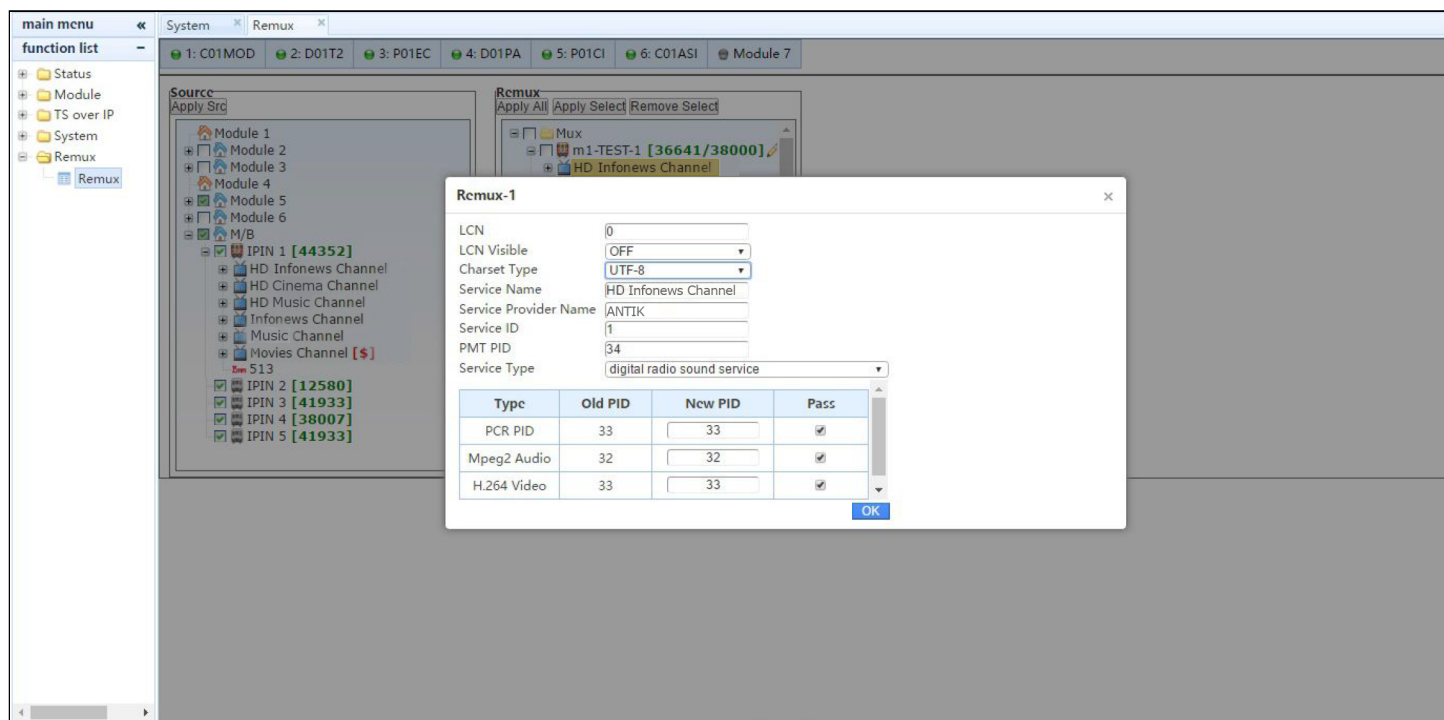 main menu «
System × Remux ×
function list −
1: C01MOD 2: D01T2 3: P01EC 4: D01PA 5: P01CI 6: C01ASI Module 7
Status
Module
TS over IP
System
Remux
Remux
Source
Apply Src
Module 1
Module 2
Module 3
Module 4
Module 5
Module 6
M/B
IPIN 1 [44352]
HD Infonews Channel
HD Cinema Channel
HD Music Channel
Infonews Channel
Music Channel
Movies Channel [$]
513
IPIN 2 [12580]
IPIN 3 [41933]
IPIN 4 [38007]
IPIN 5 [41933]
Remux
Apply All Apply Select Remove Select
Mux
m1-TEST-1 [36641/38000]
HD Infonews Channel
Remux-1 ×
LCN 0
LCN Visible OFF
Charset Type UTF-8
Service Name HD Infonews Channel
Service Provider Name ANTIK
Service ID 1
PMT PID 34
Service Type digital radio sound service
Type Old PID New PID Pass
PCR PID 33 33
Mpeg2 Audio 32 32
H.264 Video 33 33
OK